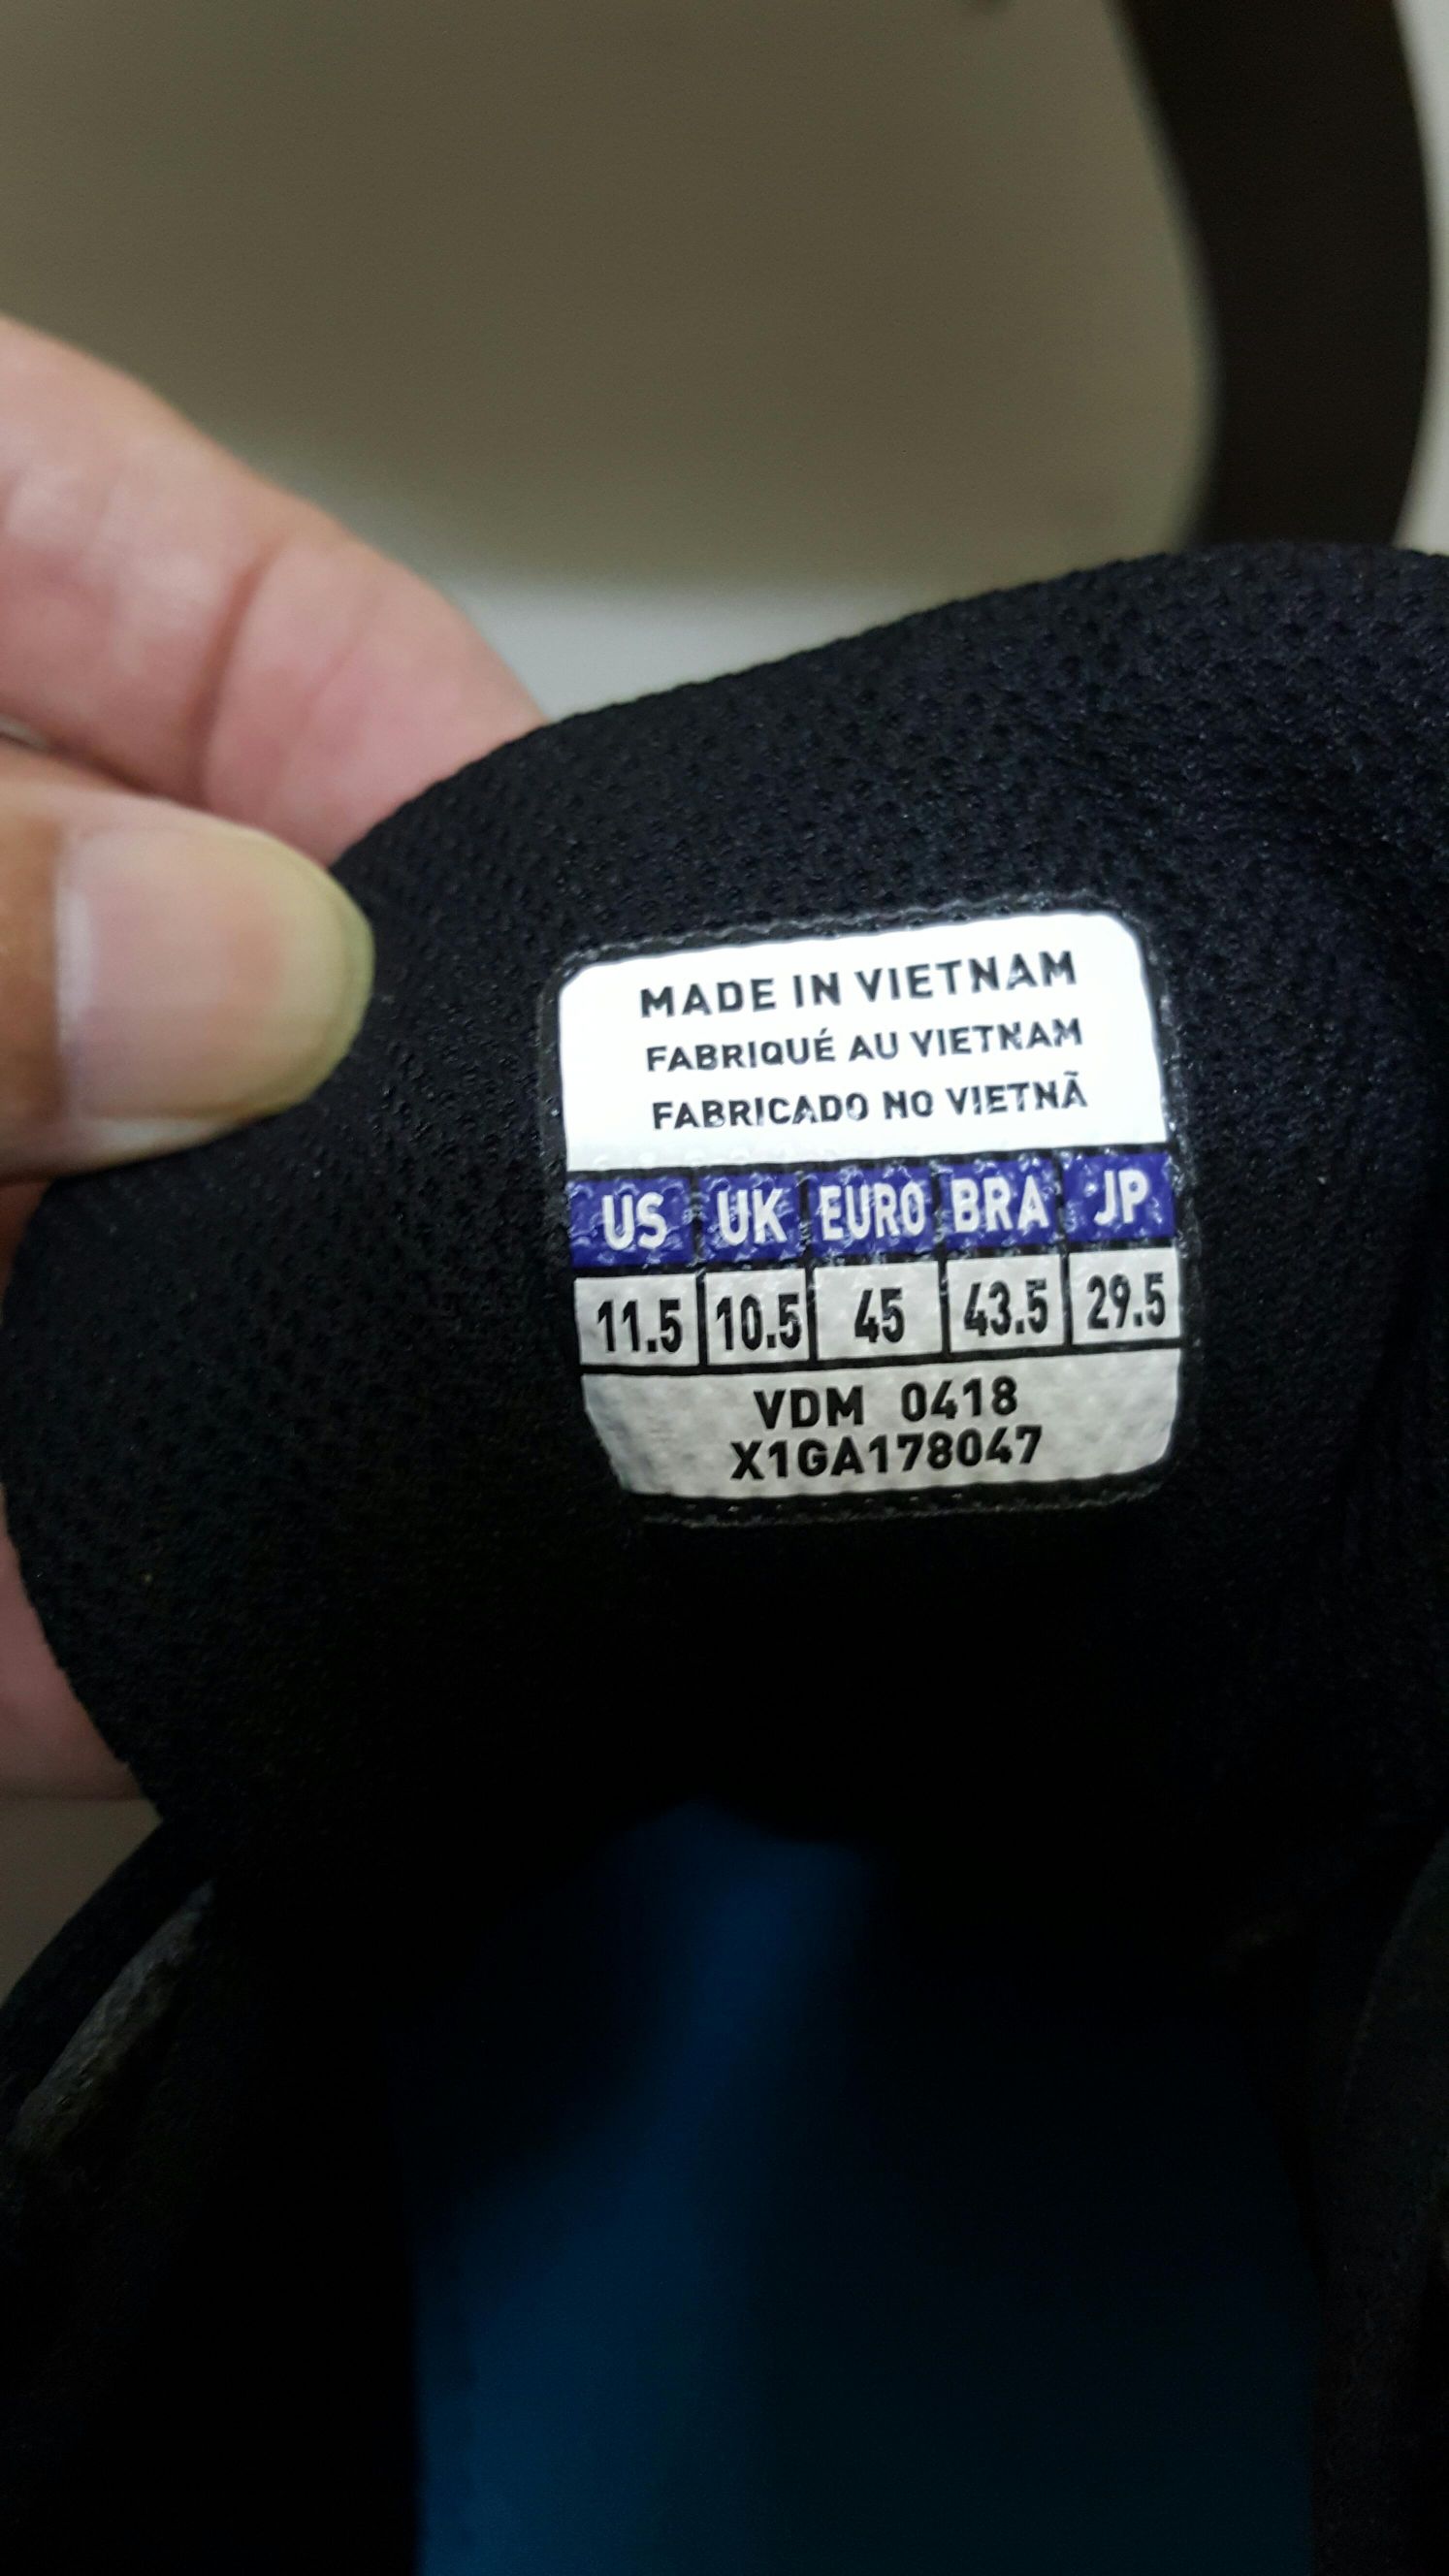 MADE IN VIETNAM
FABRIQUÉ AU VIETNAM
FABRICADO NO VIETNÃ
US UK EURO BRA JP
11.5 10.5 45 43.5 29.5
VDM 0418
X1GA178047